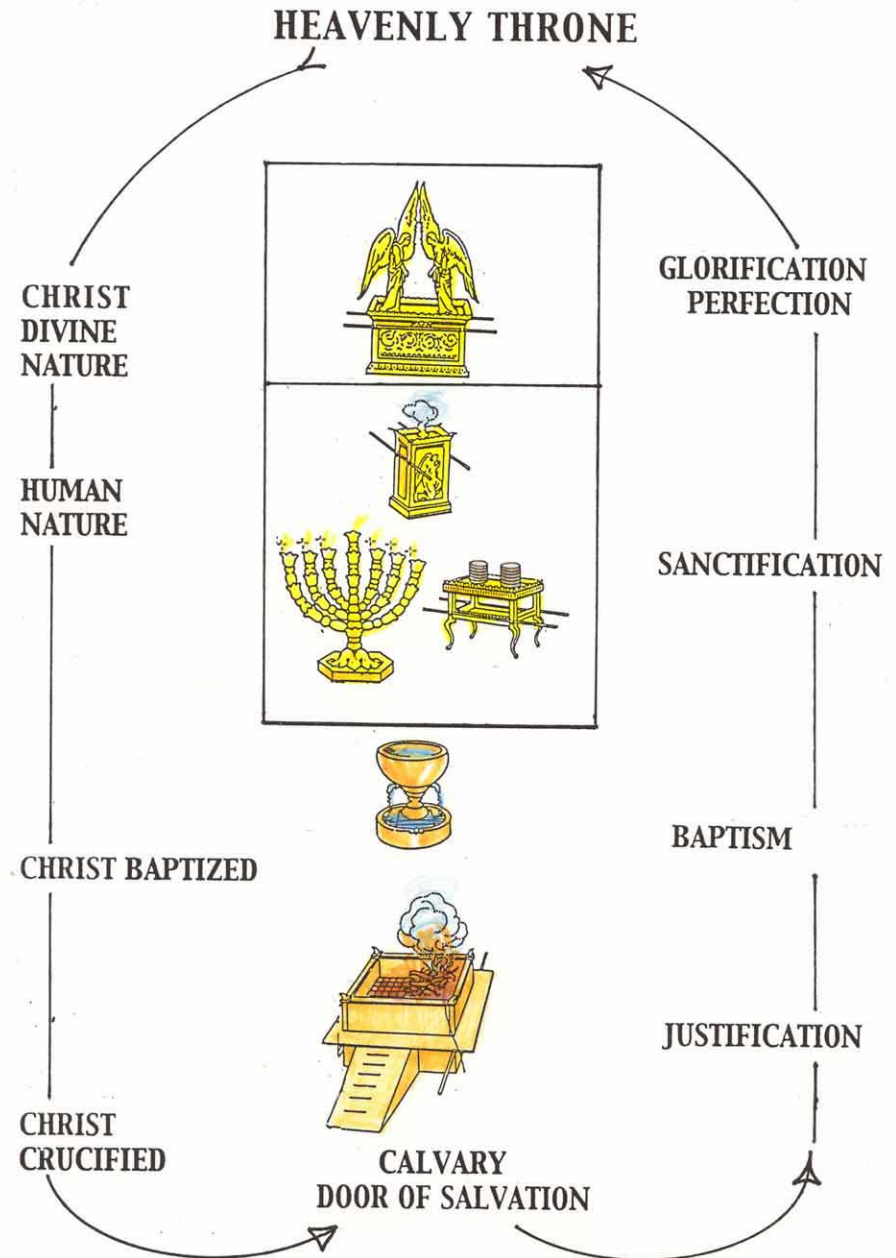 HEAVENLY THRONE
CHRIST
DIVINE
NATURE
HUMAN
NATURE
CHRIST BAPTIZED
CHRIST
CRUCIFIED
CALVARY
DOOR OF SALVATION
GLORIFICATION
PERFECTION
SANCTIFICATION
BAPTISM
JUSTIFICATION